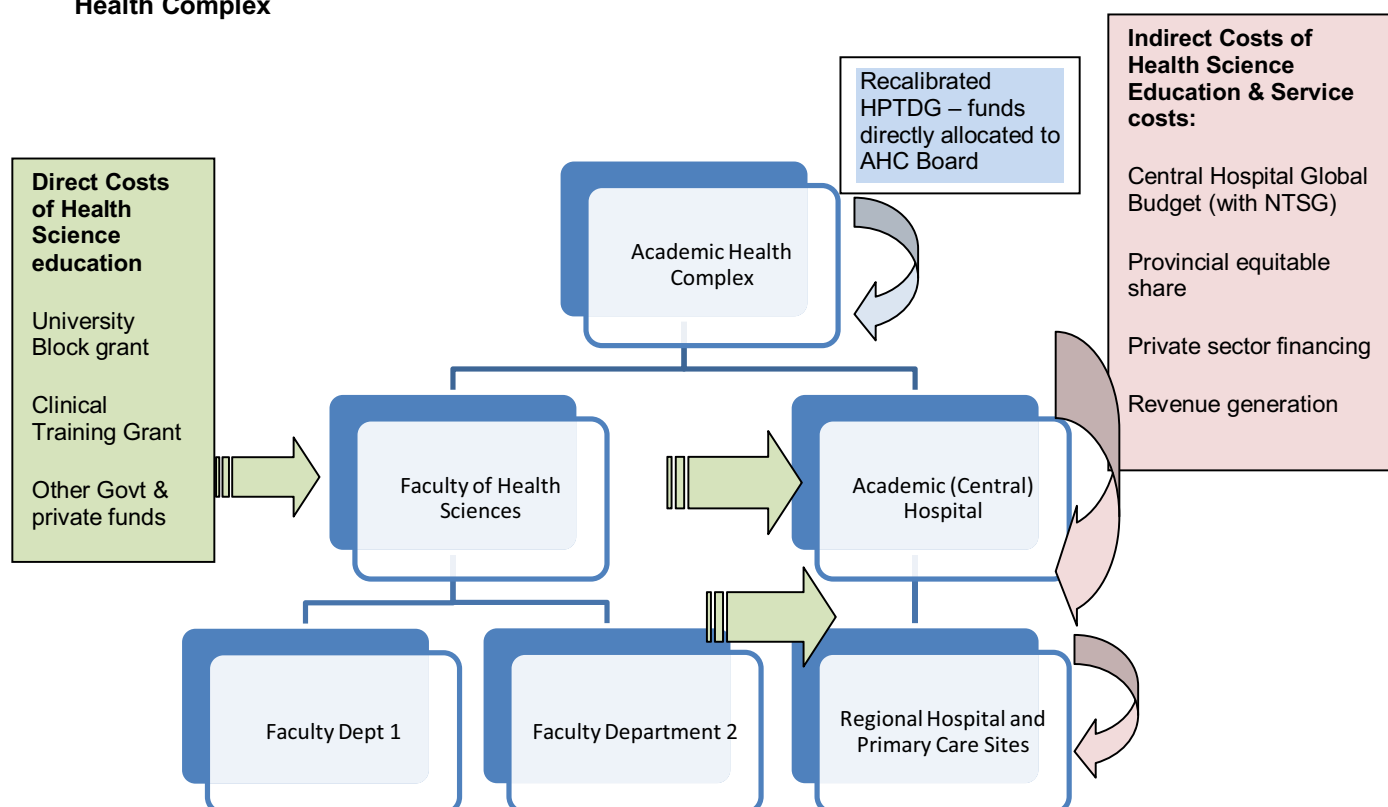 Health Complex
Recalibrated
HPTDG – funds
directly allocated to
AHC Board
Indirect Costs of
Health Science
Education & Service
costs:
Central Hospital Global
Budget (with NTSG)
Provincial equitable
share
Private sector financing
Revenue generation
Direct Costs
of Health
Science
education
University
Block grant
Clinical
Training Grant
Other Govt &
private funds
Academic Health
Complex
Faculty of Health
Sciences
Academic (Central)
Hospital
Faculty Dept 1
Faculty Department 2
Regional Hospital and
Primary Care Sites